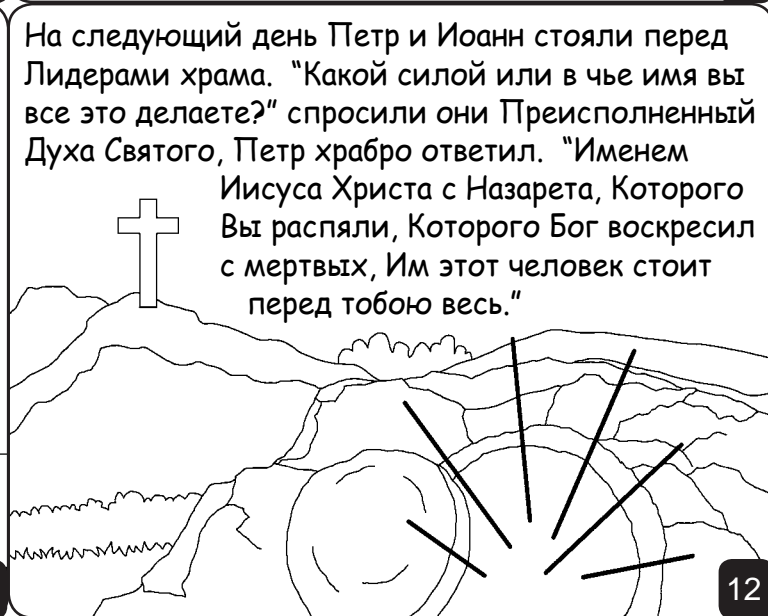 На следующий день Петр и Иоанн стояли перед
Лидерами храма. “Какой силой или в чье имя вы
все это делаете?” спросили они Преисполненный
Духа Святого, Петр храбро ответил. “Именем
Иисуса Христа с Назарета, Которого
Вы распяли, Которого Бог воскресил
с мертвых, Им этот человек стоит
перед тобою весь.”
12